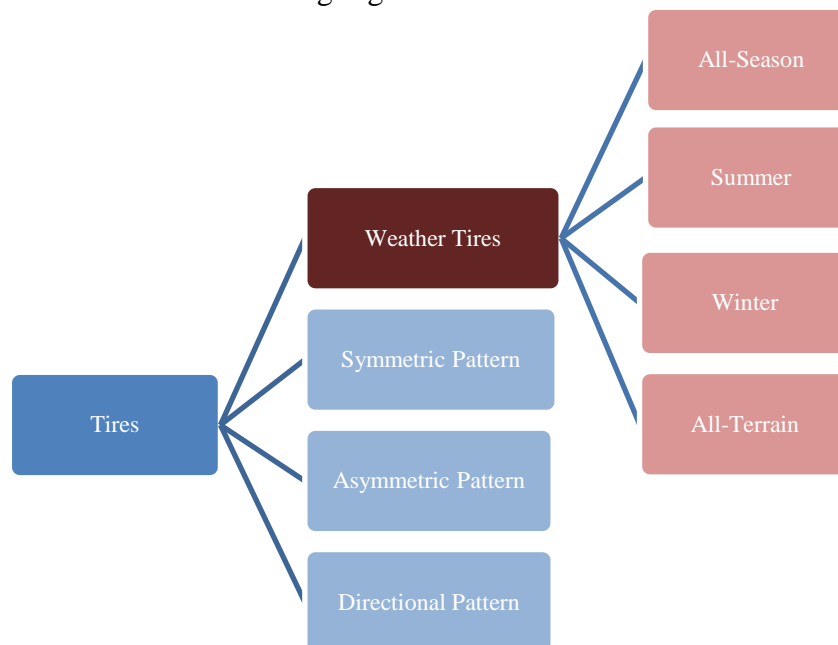 All-Season
Summer
Weather Tires
Winter
Symmetric Pattern
Tires
All-Terrain
Asymmetric Pattern
Directional Pattern